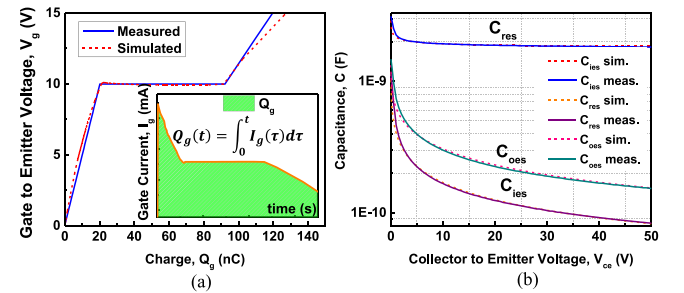 Gate to Emitter Voltage, V_g (V)
15
10
5
0
Measured
Simulated
Gate Current, I_g (mA)
Q_g
Q_g(t) = ∫_0^t I_g(τ)dτ
time (s)
0 20 40 60 80 100 120 140
Charge, Q_g (nC)
(a)
Capacitance, C (F)
1E-9
1E-10
C_res
C_ies sim.
C_ies meas.
C_res sim.
C_res meas.
C_oes sim.
C_oes meas.
C_oes
C_ies
0 10 20 30 40 50
Collector to Emitter Voltage, V_ce (V)
(b)